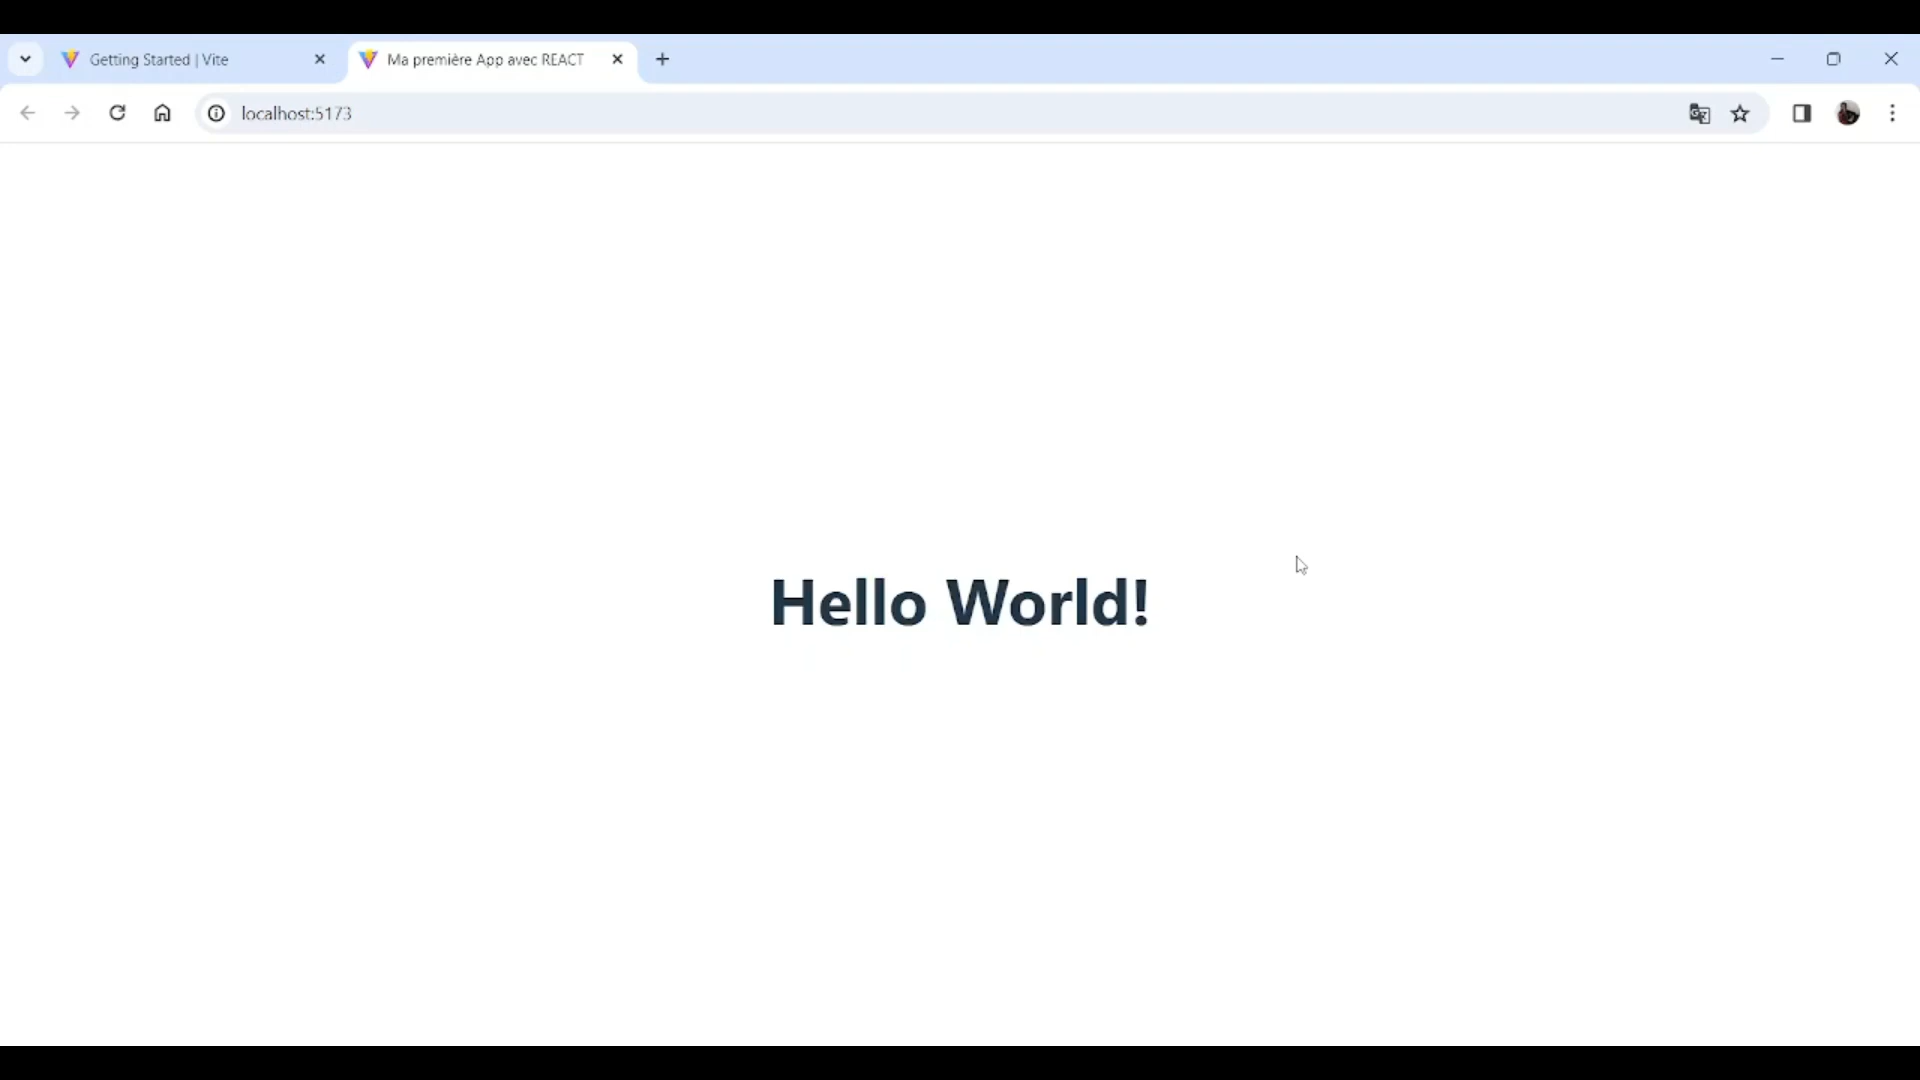 Getting Started | Vite
Ma première App avec REACT
localhost:5173
Hello World!